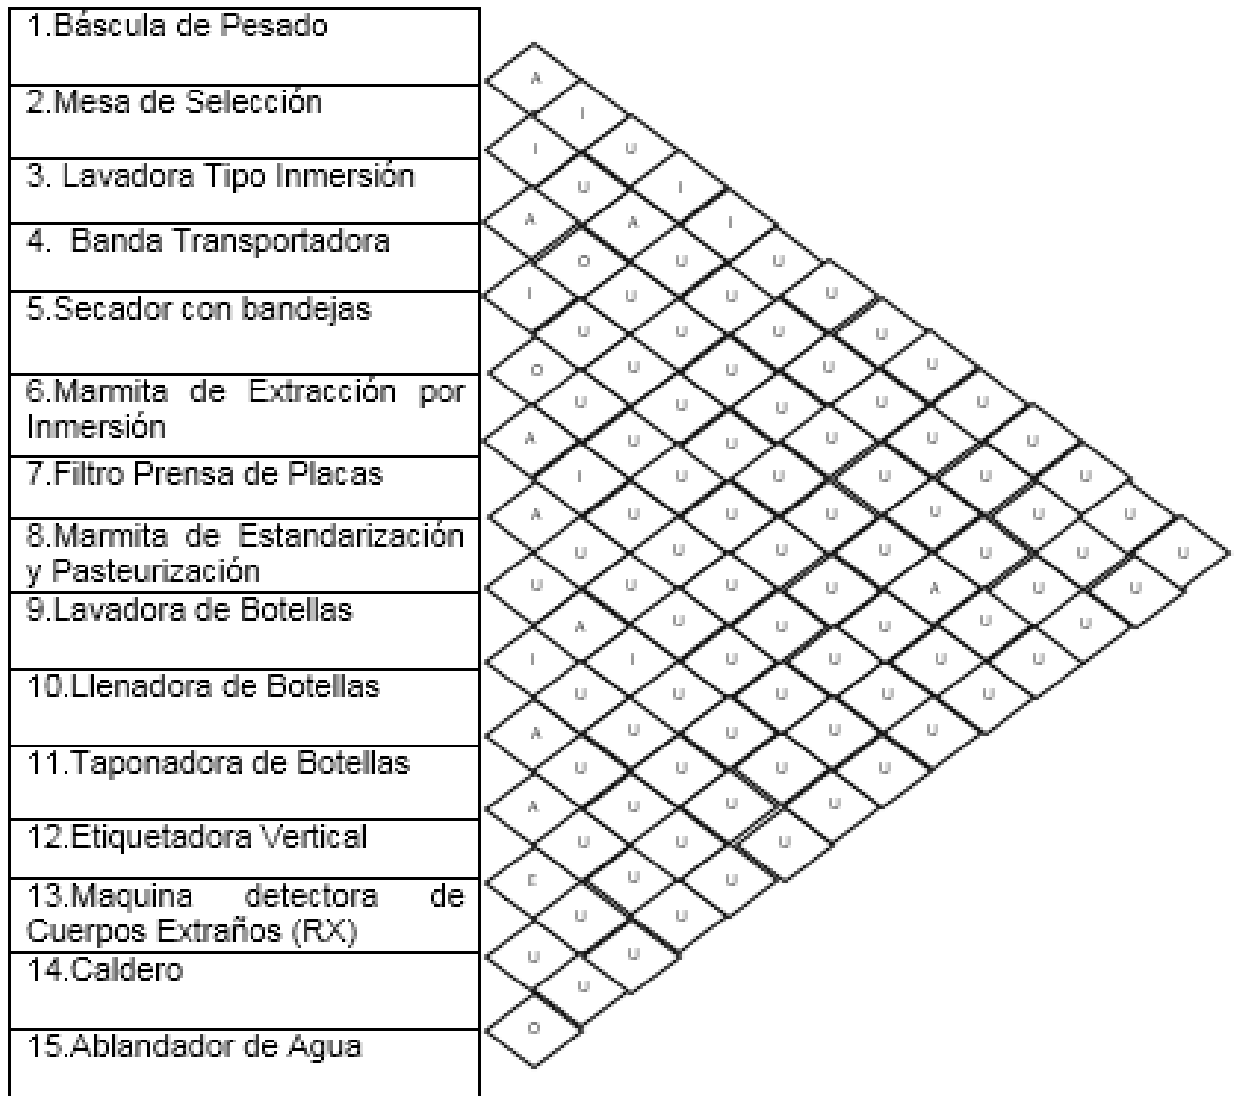 1.Báscula de Pesado
2.Mesa de Selección
3. Lavadora Tipo Inmersión
4. Banda Transportadora
5.Secador con bandejas
6.Marmita de Extracción por
Inmersión
7.Filtro Prensa de Placas
8.Marmita de Estandarización
y Pasteurización
9.Lavadora de Botellas
10.Llenadora de Botellas
11.Taponadora de Botellas
12.Etiquetadora Vertical
13.Maquina detectora de
Cuerpos Extraños (RX)
14.Caldero
15.Ablandador de Agua
A
I
I U
U I
A A I
O U U
I U U U
U U U U
O U U U U
U U U U U
A U U U U U
I U U U U U
A U U U U U U
U U U U U U U
U U U U A U U
A U U U U U
I I U U U U
U U U U U
A U U U U
U U U U
A U U U
U U U
E U U
U U
U U
U
O